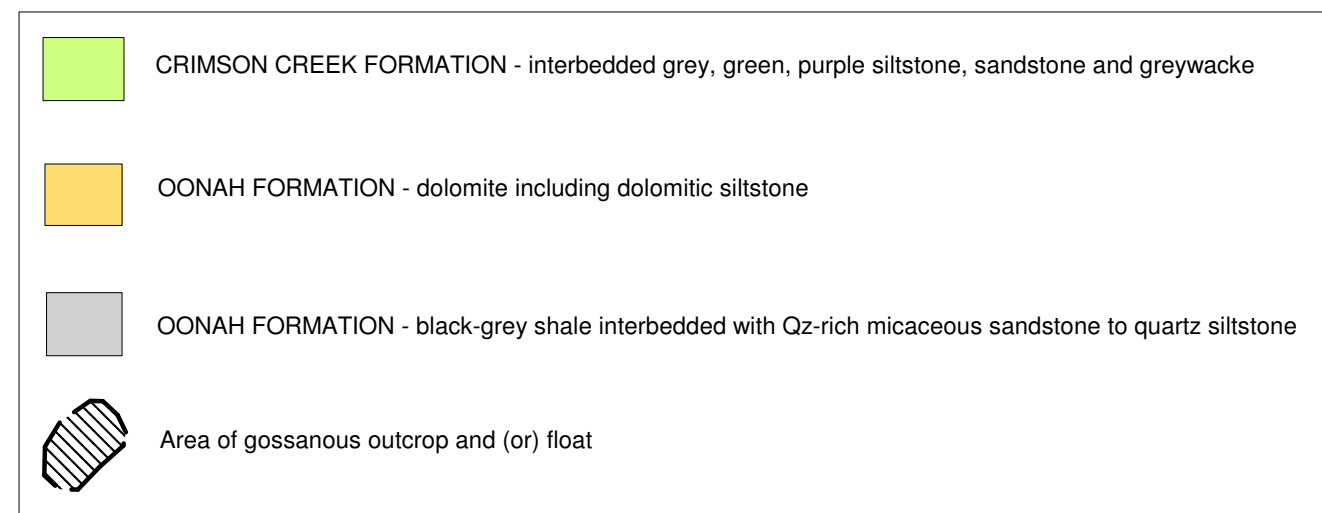 CRIMSON CREEK FORMATION - interbedded grey, green, purple siltstone, sandstone and greywacke
OONAH FORMATION - dolomite including dolomitic siltstone
OONAH FORMATION - black-grey shale interbedded with Qz-rich micaceous sandstone to quartz siltstone
Area of gossanous outcrop and (or) float